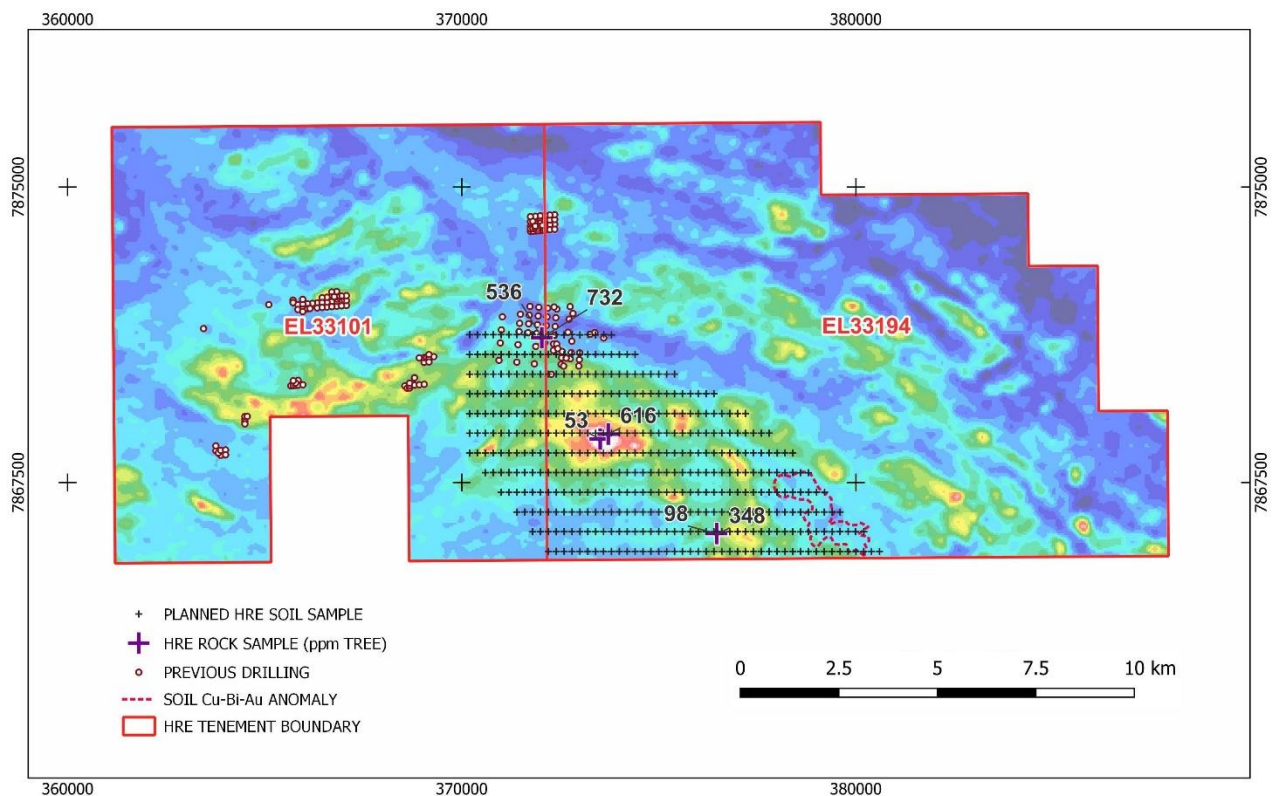 360000 370000 380000
7875000 7875000
536 732
EL33101 EL33194
53 616
7867500 7867500
98 348
PLANNED HRE SOIL SAMPLE
HRE ROCK SAMPLE (ppm TREE)
PREVIOUS DRILLING
SOIL Cu-Bi-Au ANOMALY
HRE TENEMENT BOUNDARY
0 2.5 5 7.5 10 km
360000 370000 380000